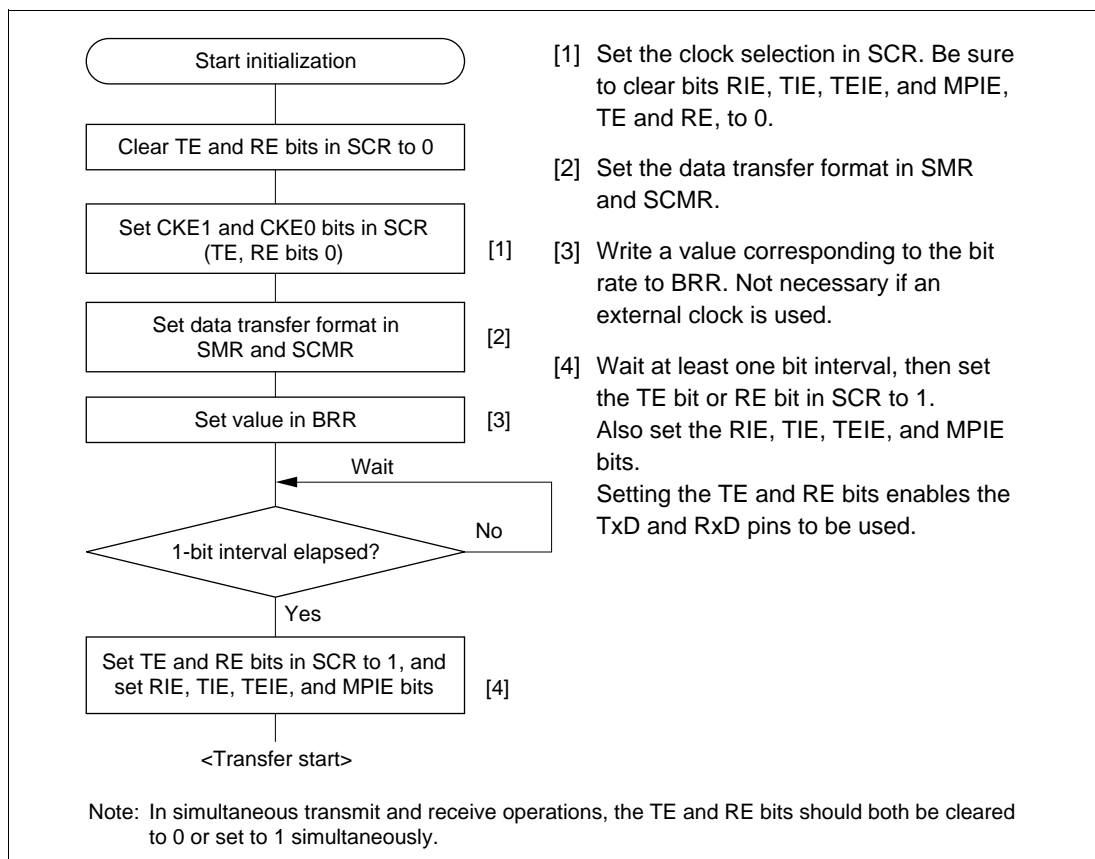 Start initialization
Clear TE and RE bits in SCR to 0
Set CKE1 and CKE0 bits in SCR
(TE, RE bits 0)
[1]
Set data transfer format in
SMR and SCMR
[2]
Set value in BRR
[3]
Wait
1-bit interval elapsed?
No
Yes
Set TE and RE bits in SCR to 1, and
set RIE, TIE, TEIE, and MPIE bits
[4]
<Transfer start>
[1] Set the clock selection in SCR. Be sure
to clear bits RIE, TIE, TEIE, and MPIE,
TE and RE, to 0.
[2] Set the data transfer format in SMR
and SCMR.
[3] Write a value corresponding to the bit
rate to BRR. Not necessary if an
external clock is used.
[4] Wait at least one bit interval, then set
the TE bit or RE bit in SCR to 1.
Also set the RIE, TIE, TEIE, and MPIE
bits.
Setting the TE and RE bits enables the
TxD and RxD pins to be used.
Note: In simultaneous transmit and receive operations, the TE and RE bits should both be cleared
to 0 or set to 1 simultaneously.